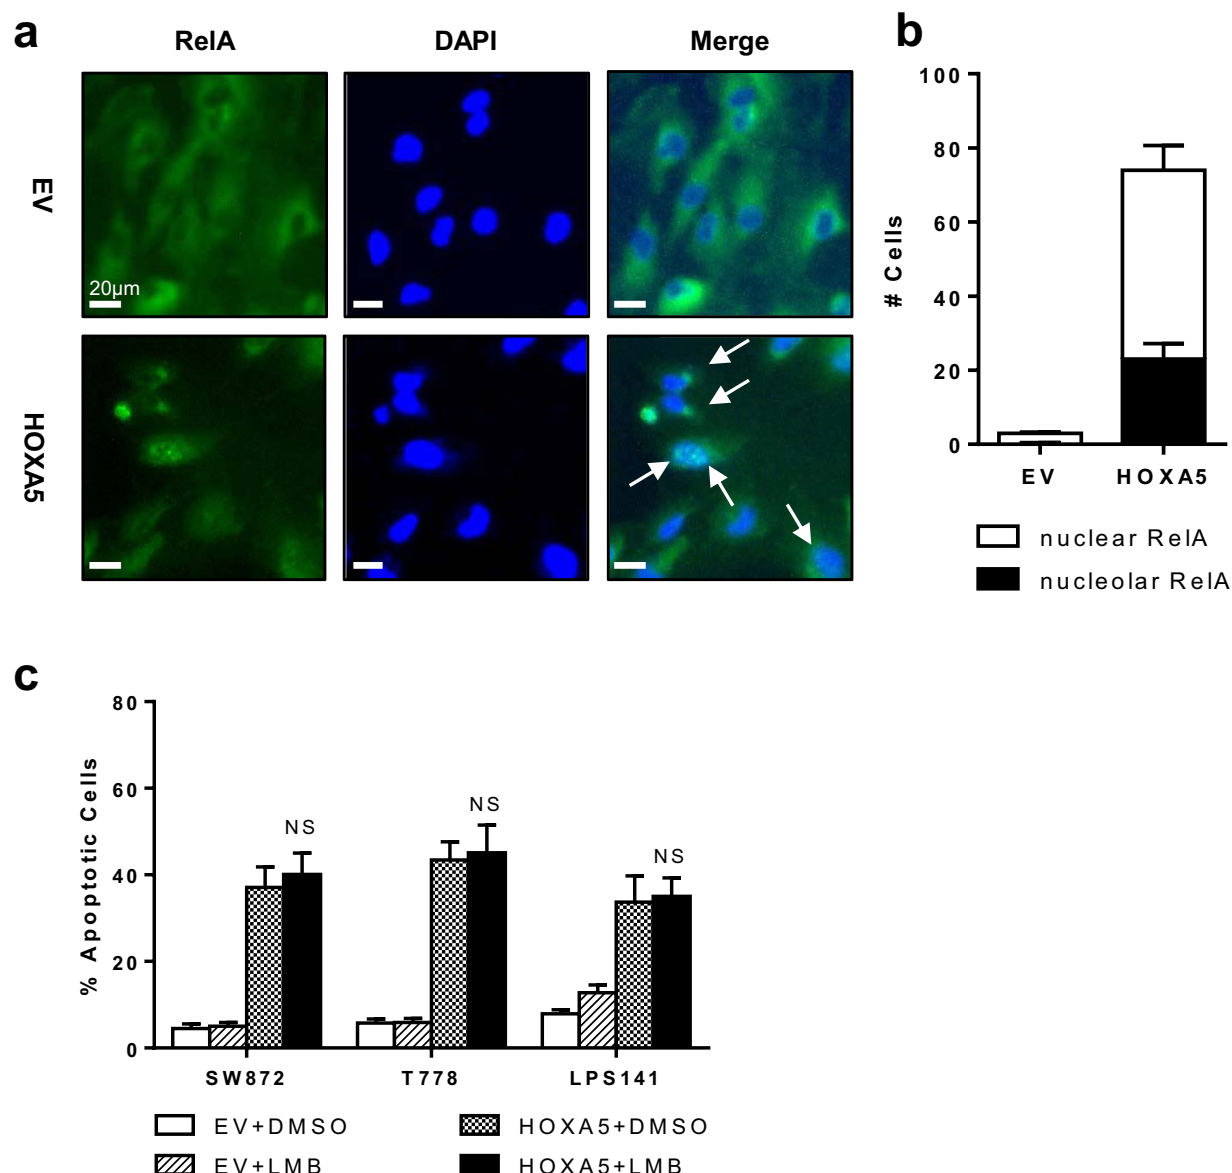 a
RelA DAPI Merge
EV
20µm
HOXA5
b
# Cells
100
80
60
40
20
0
EV HOXA5
nuclear RelA
nucleolar RelA
c
% Apoptotic Cells
80
60
40
20
0
NS NS NS
SW872 T778 LPS141
EV+DMSO HOXA5+DMSO
EV+LMB HOXA5+LMB